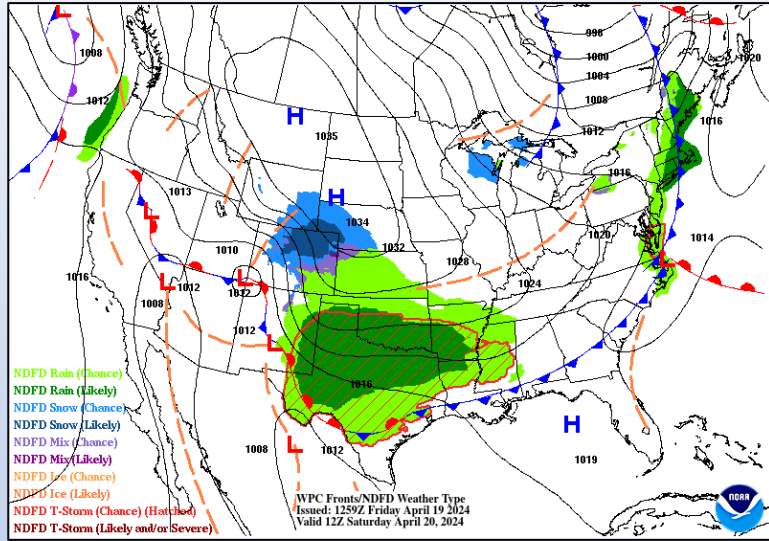 L
1008
1012
992
996
1000
1004
1008
1012
1020
1016
H
1035
1013
H
1034
1016
L
1010
1032
1020
1014
1016
L
1012
L
1012
1028
L
1008
1024
1012
L
1016
H
1008
L
1012
1019
NDFD Rain (Chance)
NDFD Rain (Likely)
NDFD Snow (Chance)
NDFD Snow (Likely)
NDFD Mix (Chance)
NDFD Mix (Likely)
NDFD Ice (Chance)
NDFD Ice (Likely)
NDFD T-Storm (Chance) (Hatched)
NDFD T-Storm (Likely and/or Severe)
WPC Fronts/NDFD Weather Type
Issued: 1259Z Friday April 19 2024
Valid 12Z Saturday April 20, 2024
NOAA